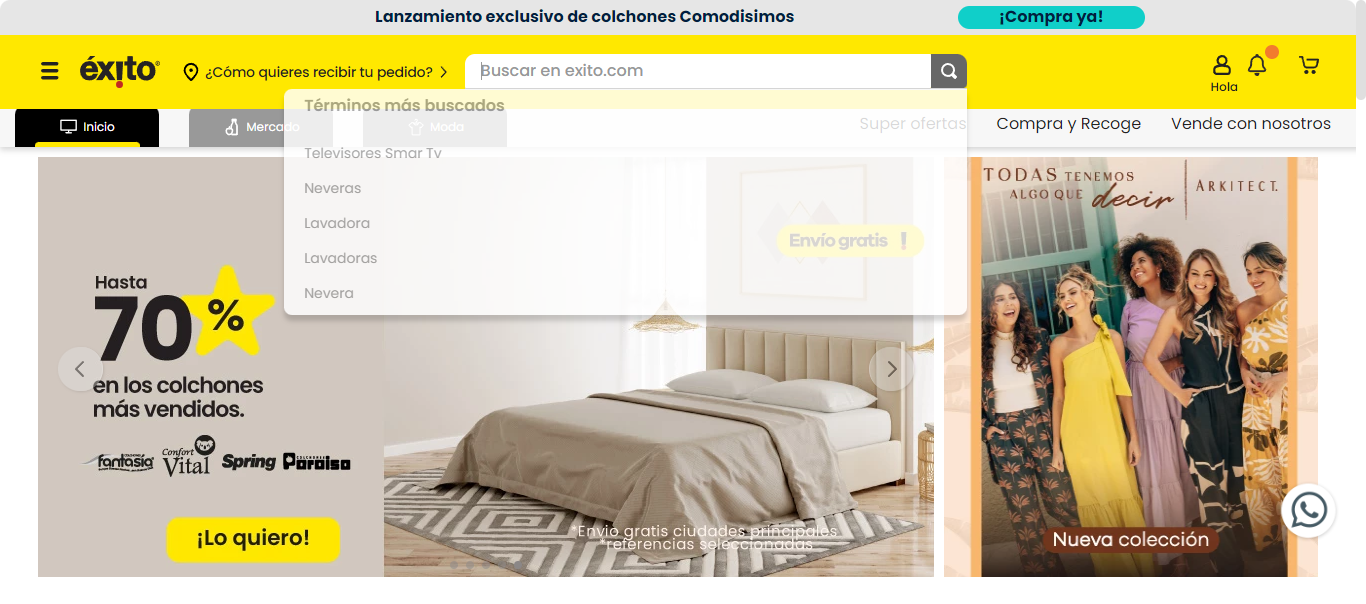 Lanzamiento exclusivo de colchones Comodisimos
¡Compra ya!
éxito
¿Cómo quieres recibir tu pedido?
Buscar en exito.com
Hola
Términos más buscados
Inicio
Mercado
Moda
Super ofertas
Compra y Recoge
Vende con nosotros
Televisores Smar Tv
Neveras
Lavadora
Lavadoras
Nevera
Envío gratis !
Hasta
70%
en los colchones
más vendidos.
fantasía
Confort Vital
Spring
COLCHONES
Paraíso
¡Lo quiero!
*Envio gratis ciudades principales
*referencias seleccionadas
TODAS TENEMOS
ALGO QUE decir
ARKITECT.
Nueva colección